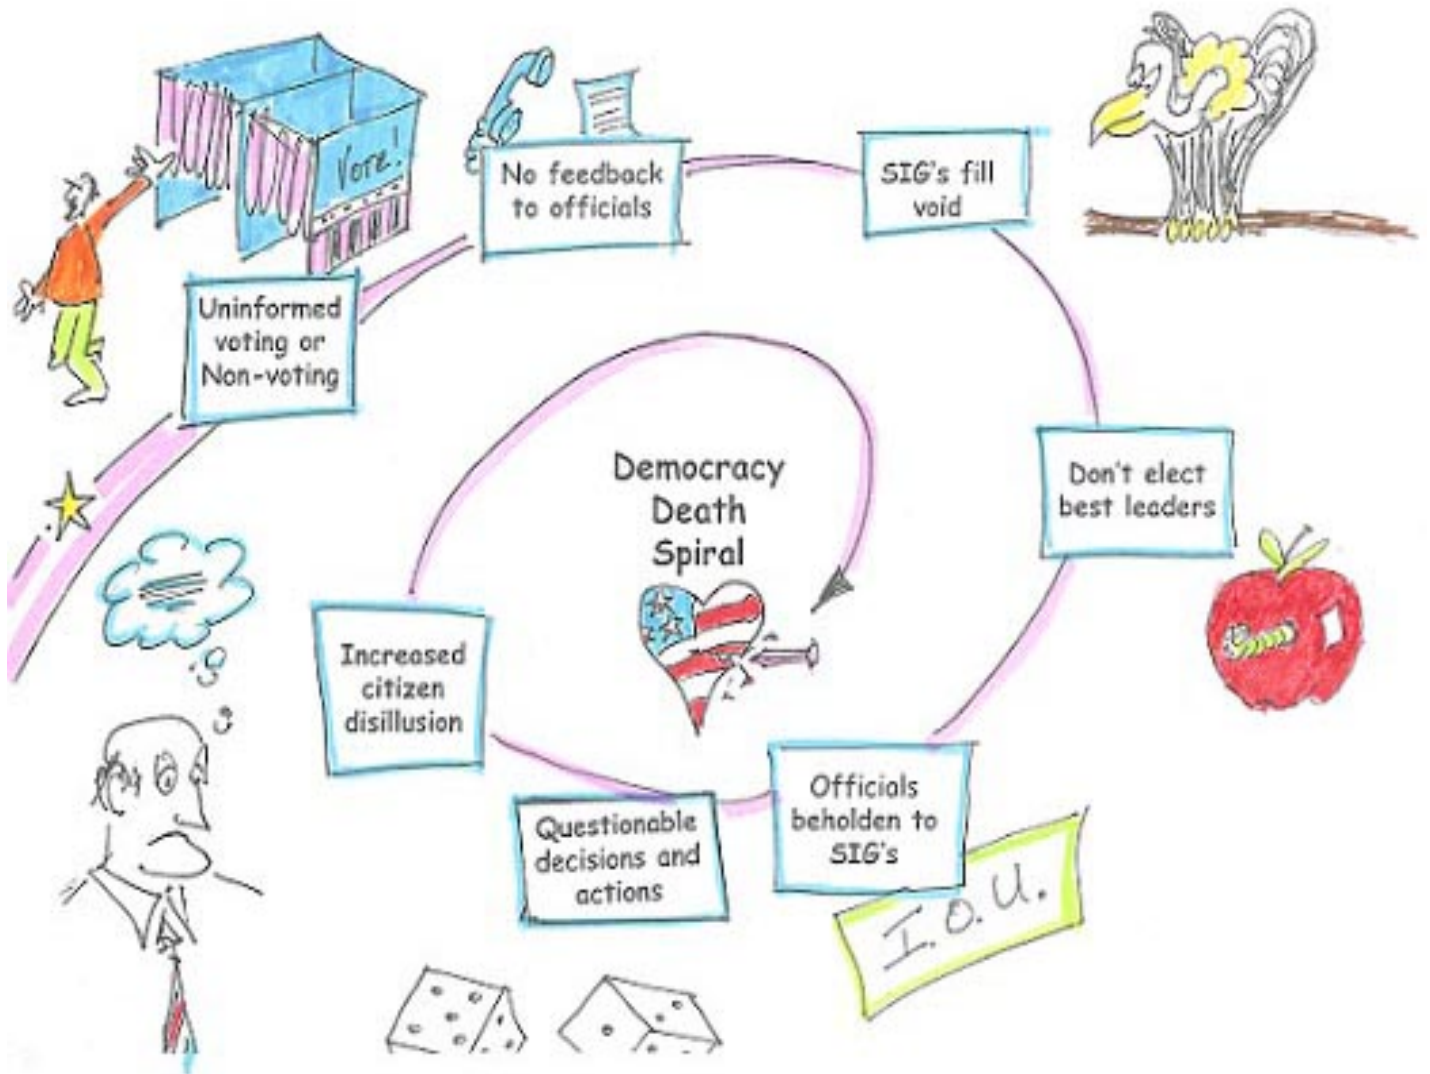 Vote!
No feedback
to officials
SIG's fill
void
Uninformed
voting or
Non-voting
Democracy
Death
Spiral
Don't elect
best leaders
Increased
citizen
disillusion
Officials
beholden to
SIG's
Questionable
decisions and
actions
I.O.U.